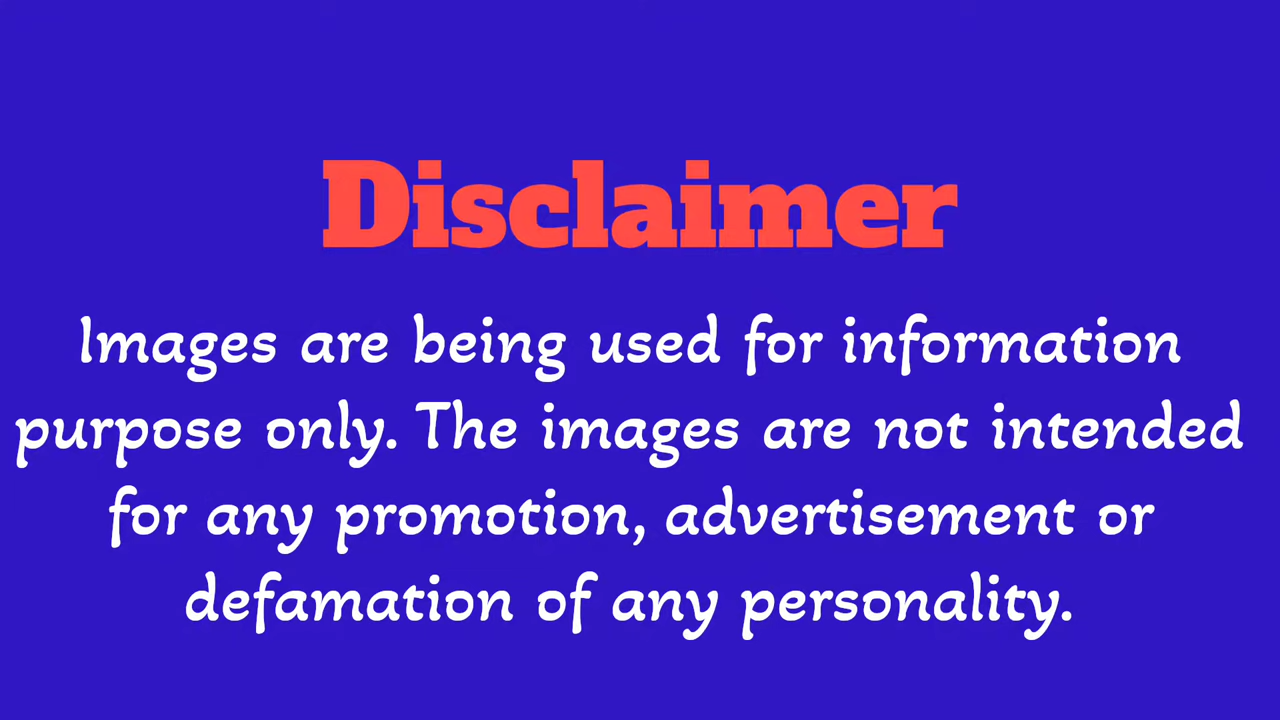 Disclaimer
Images are being used for information
purpose only. The images are not intended
for any promotion, advertisement or
defamation of any personality.